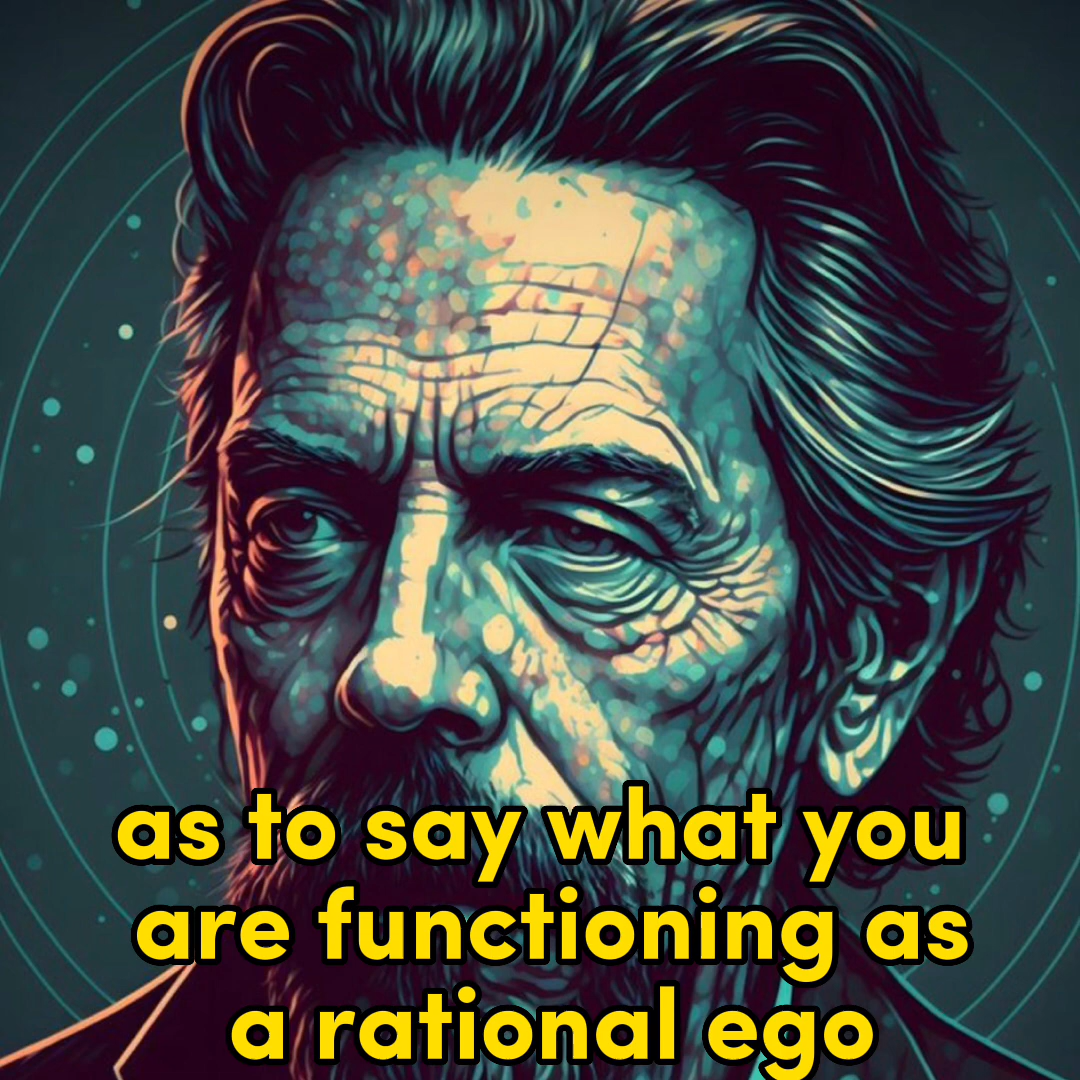 as to say what you
are functioning as
a rational ego